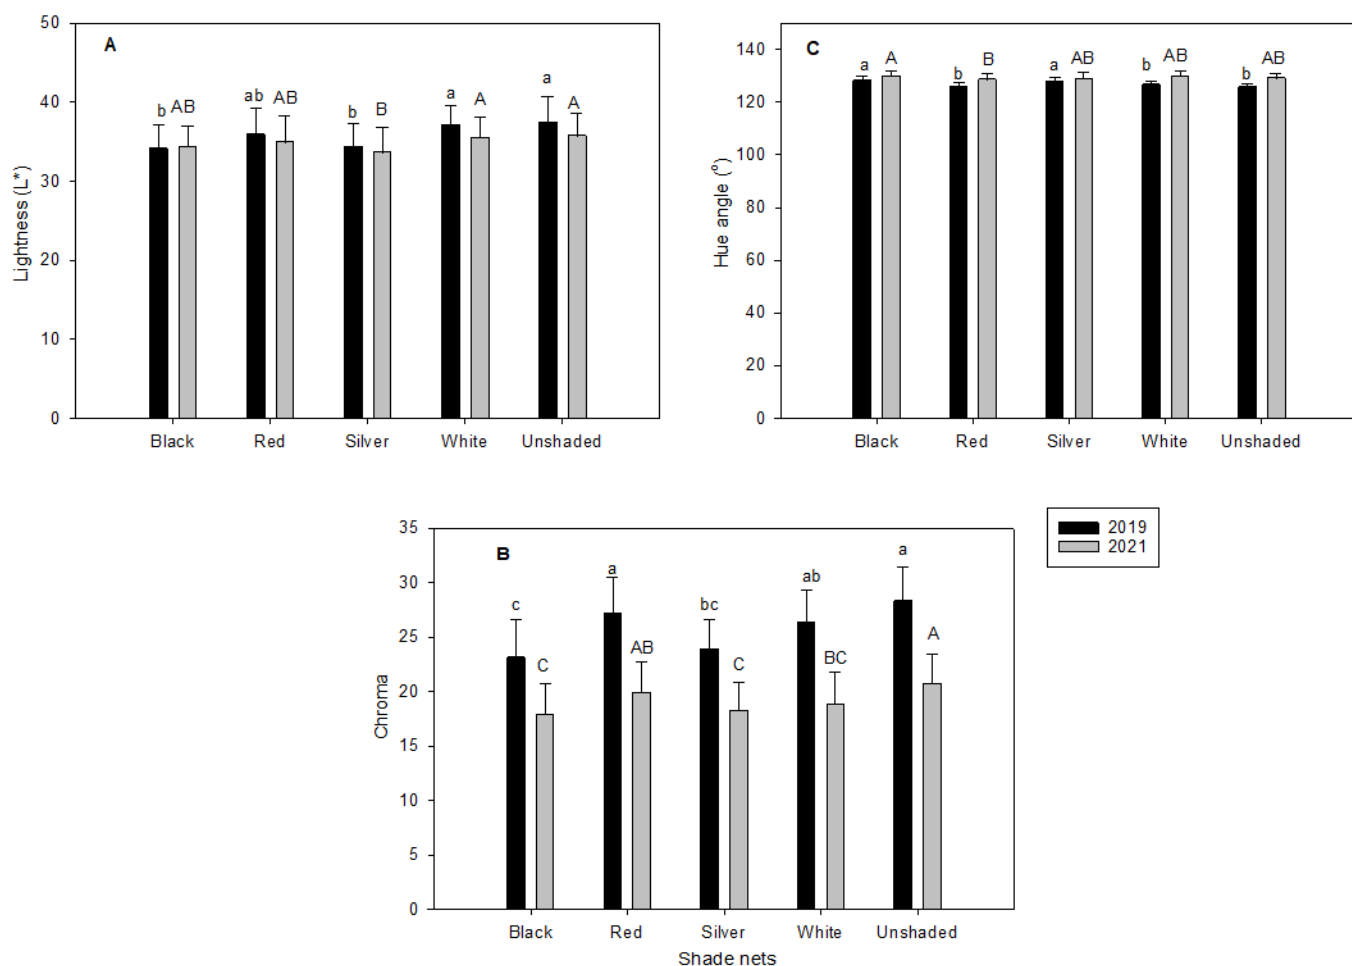 50
A
40
30
20
10
0
Lightness (L*)
b AB ab AB b B a A a A
Black Red Silver White Unshaded
140
C
120
100
80
60
40
20
0
Hue angle (°)
a A b B a AB b AB b AB
Black Red Silver White Unshaded
35
B
30
25
20
15
10
5
0
Chroma
c C a AB bc C ab BC a A
Black Red Silver White Unshaded
Shade nets
2019
2021